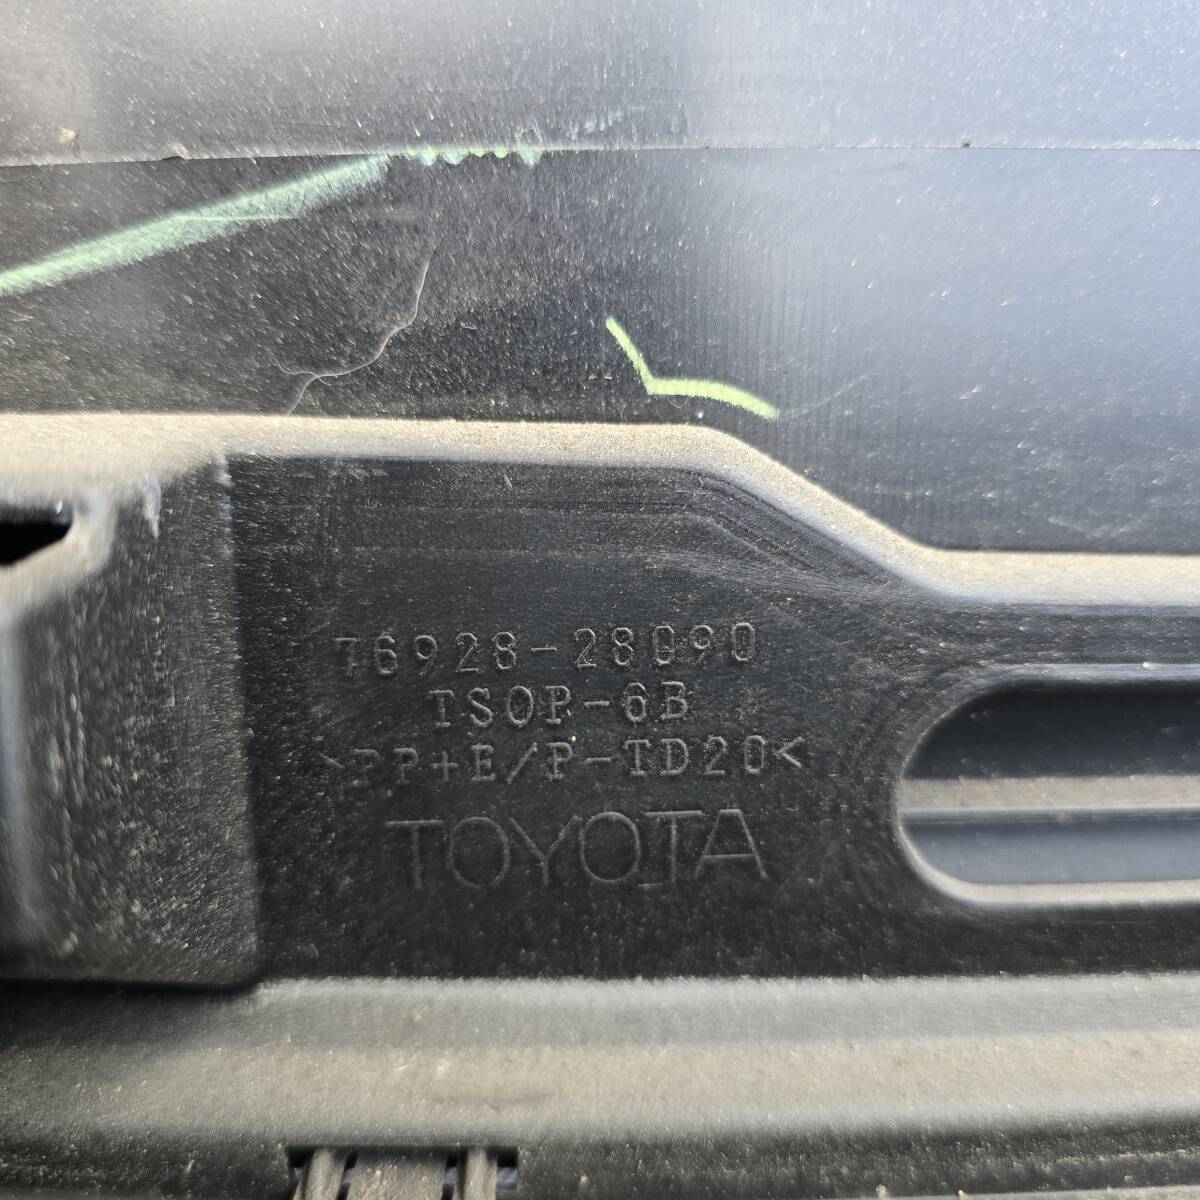 76928-28090
TSOP-6B
>PP+E/P-TD20<
TOYOTA